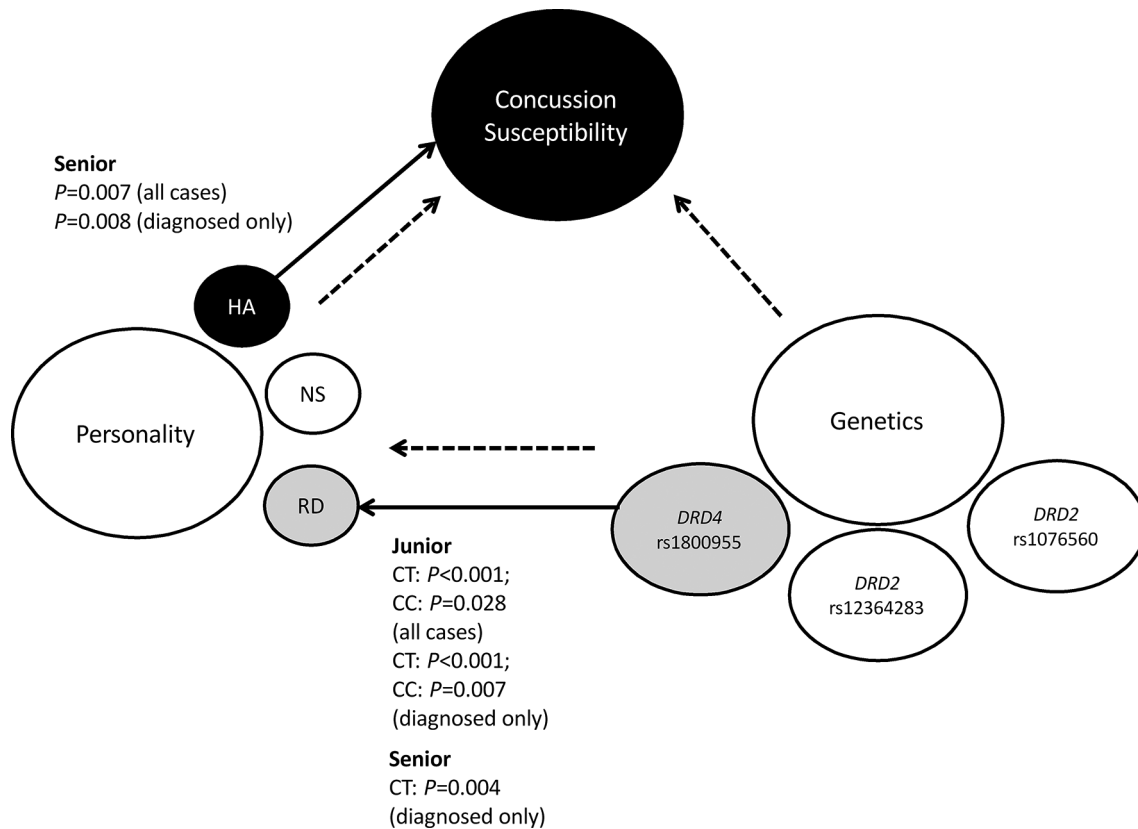 Concussion
Susceptibility
Senior
P=0.007 (all cases)
P=0.008 (diagnosed only)
HA
NS
Personality
RD
Genetics
DRD4
rs1800955
DRD2
rs12364283
DRD2
rs1076560
Junior
CT: P<0.001;
CC: P=0.028
(all cases)
CT: P<0.001;
CC: P=0.007
(diagnosed only)
Senior
CT: P=0.004
(diagnosed only)